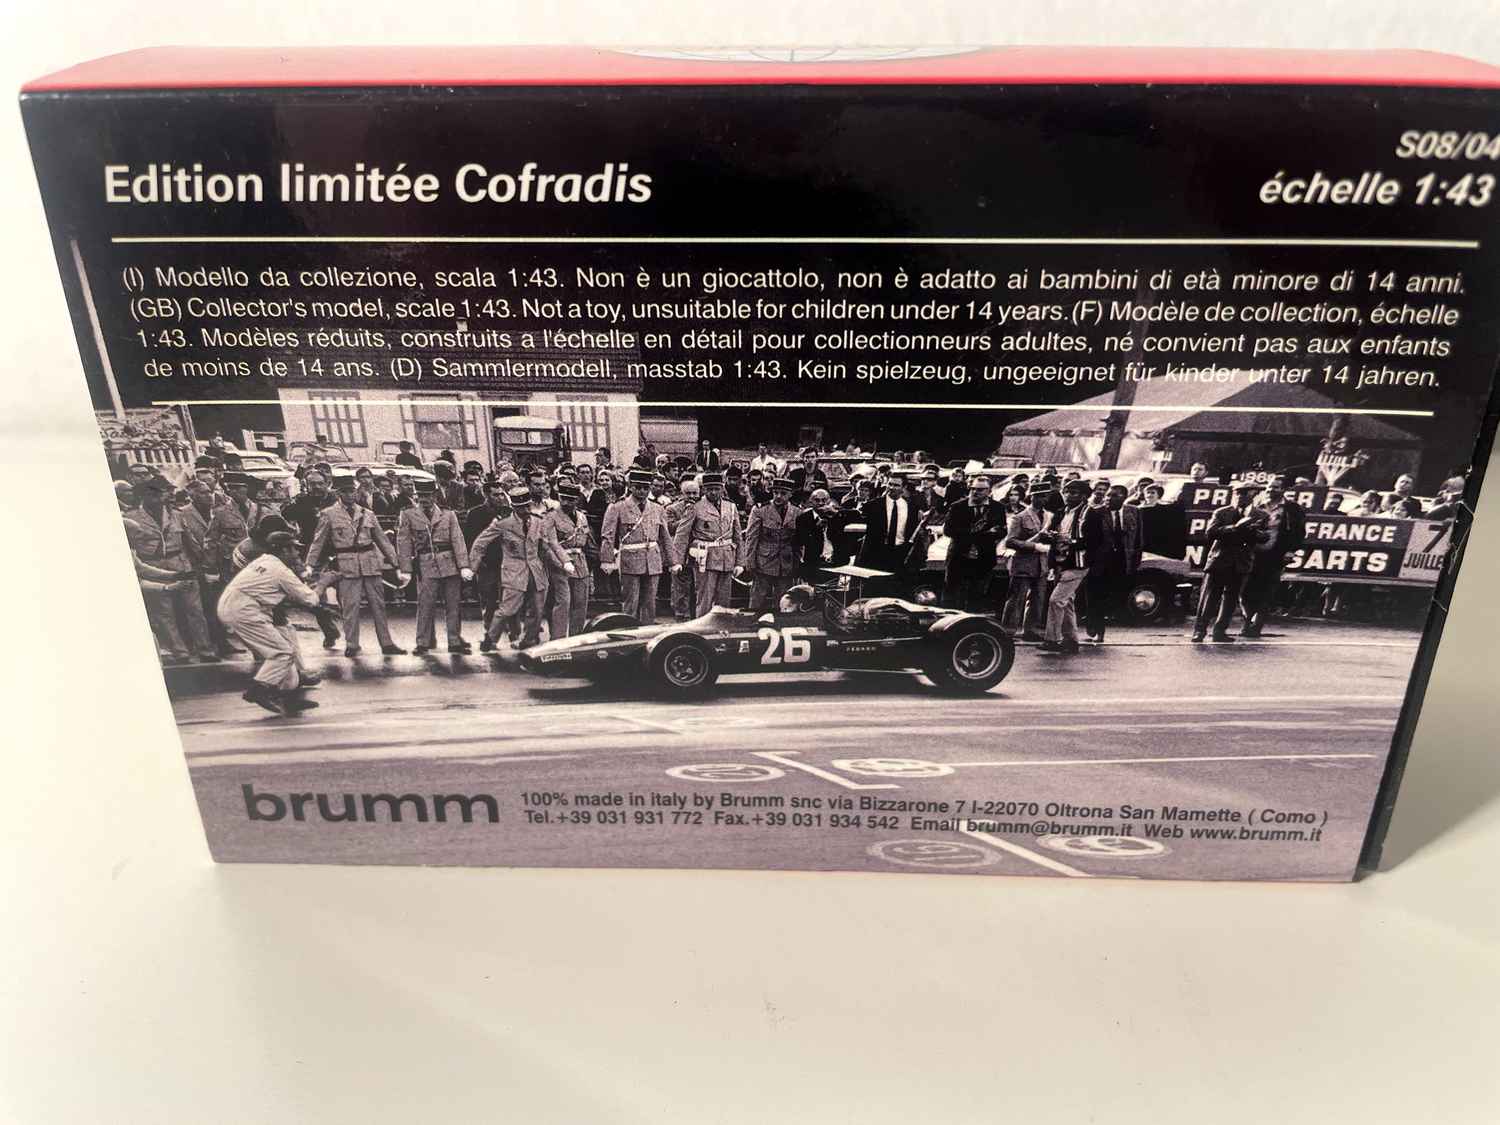 S08/04
Edition limitée Cofradis
échelle 1:43
(I) Modello da collezione, scala 1:43. Non è un giocattolo, non è adatto ai bambini di età minore di 14 anni.
(GB) Collector's model, scale 1:43. Not a toy, unsuitable for children under 14 years. (F) Modèle de collection, échelle
1:43. Modèles réduits, construits a l'échelle en détail pour collectionneurs adultes, né convient pas aux enfants
de moins de 14 ans. (D) Sammlermodell, masstab 1:43. Kein spielzeug, ungeeignet für kinder unter 14 jahren.
1968
FRANCE
7
JUILLE
SARTS
26
FERRARI
brumm
100% made in italy by Brumm snc via Bizzarone 7 I-22070 Oltrona San Mamette ( Como )
Tel.+39 031 931 772 Fax.+39 031 934 542 Email brumm@brumm.it Web www.brumm.it